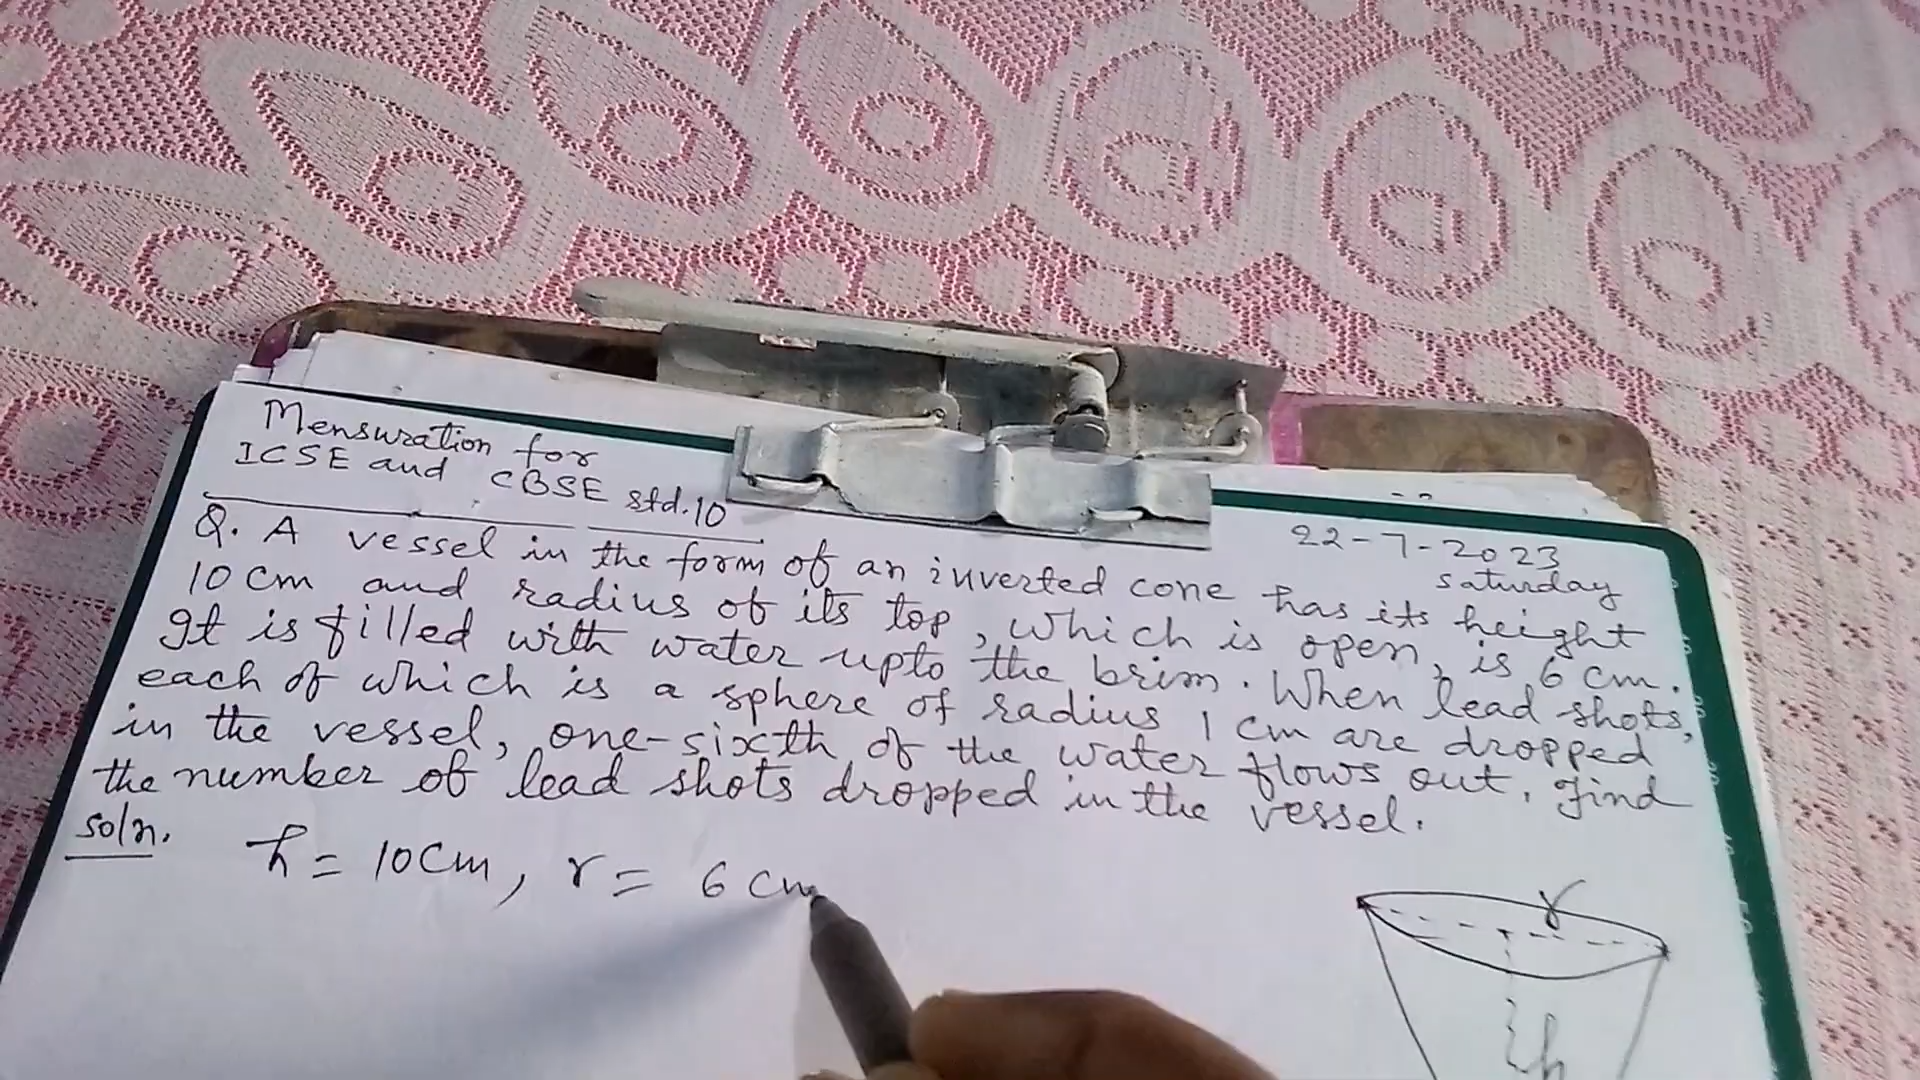 Mensuration for
ICSE and CBSE std.10
22-7-2023
saturday
Q. A vessel in the form of an inverted cone has its height
10 cm and radius of its top, which is open, is 6 cm.
It is filled with water upto the brim. When lead shots,
each of which is a sphere of radius 1 cm are dropped
in the vessel, one-sixth of the water flows out, find
the number of lead shots dropped in the vessel.
soln.
h = 10cm, r = 6 cm
r
h